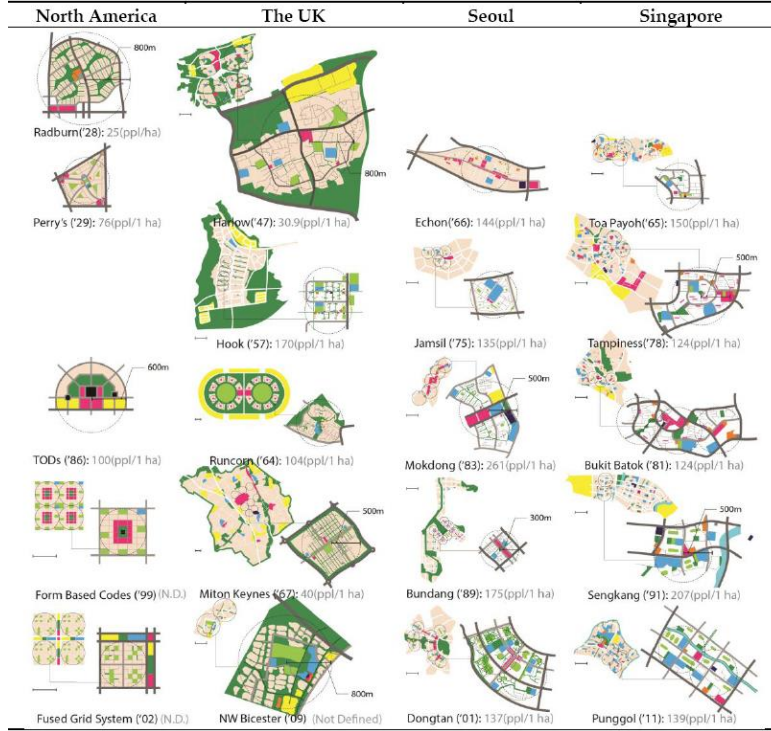 North America The UK Seoul Singapore
800m
Radburn('28): 25(ppl/ha)
Perry's ('29): 76(ppl/1 ha)
800m
Harlow('47): 30.9(ppl/1 ha)
Echon('66): 144(ppl/1 ha)
Toa Payoh('65): 150(ppl/1 ha)
500m
Hook ('57): 170(ppl/1 ha)
Jamsil ('75): 135(ppl/1 ha)
Tampiness('78): 124(ppl/1 ha)
600m
500m
TODs ('86): 100(ppl/1 ha)
Runcorn ('64): 104(ppl/1 ha)
Mokdong ('83): 261(ppl/1 ha)
Bukit Batok ('81): 124(ppl/1 ha)
500m
300m
500m
Form Based Codes ('99) (N.D.)
Miton Keynes ('67): 40(ppl/1 ha)
Bundang ('89): 175(ppl/1 ha)
Sengkang ('91): 207(ppl/1 ha)
800m
Fused Grid System ('02) (N.D.)
NW Bicester ('09) (Not Defined)
Dongtan ('01): 137(ppl/1 ha)
Punggol ('11): 139(ppl/1 ha)